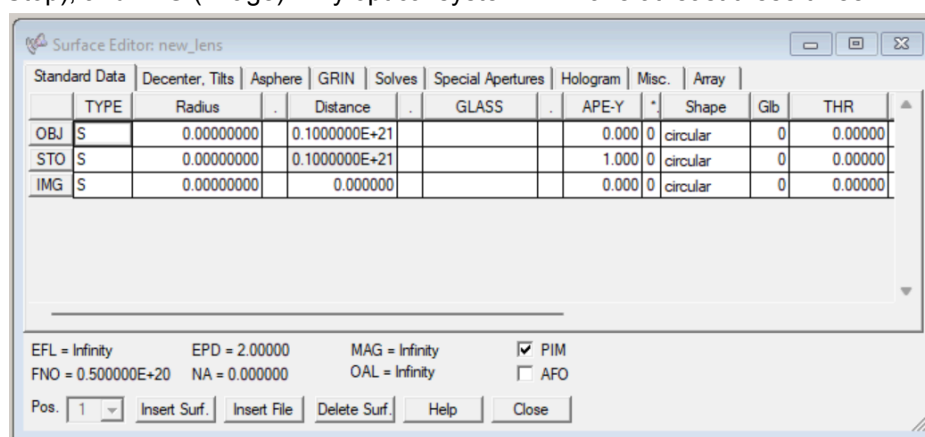 Surface Editor: new_lens
Standard Data Decenter, Tilts Asphere GRIN Solves Special Apertures Hologram Misc. Array
TYPE Radius . Distance . GLASS . APE-Y *. Shape Glb THR
OBJ S 0.00000000 0.1000000E+21 0.000 0 circular 0 0.00000
STO S 0.00000000 0.1000000E+21 1.000 0 circular 0 0.00000
IMG S 0.00000000 0.000000 0.000 0 circular 0 0.00000
EFL = Infinity EPD = 2.00000 MAG = Infinity PIM
FNO = 0.500000E+20 NA = 0.000000 OAL = Infinity AFO
Pos. 1 Insert Surf. Insert File Delete Surf. Help Close